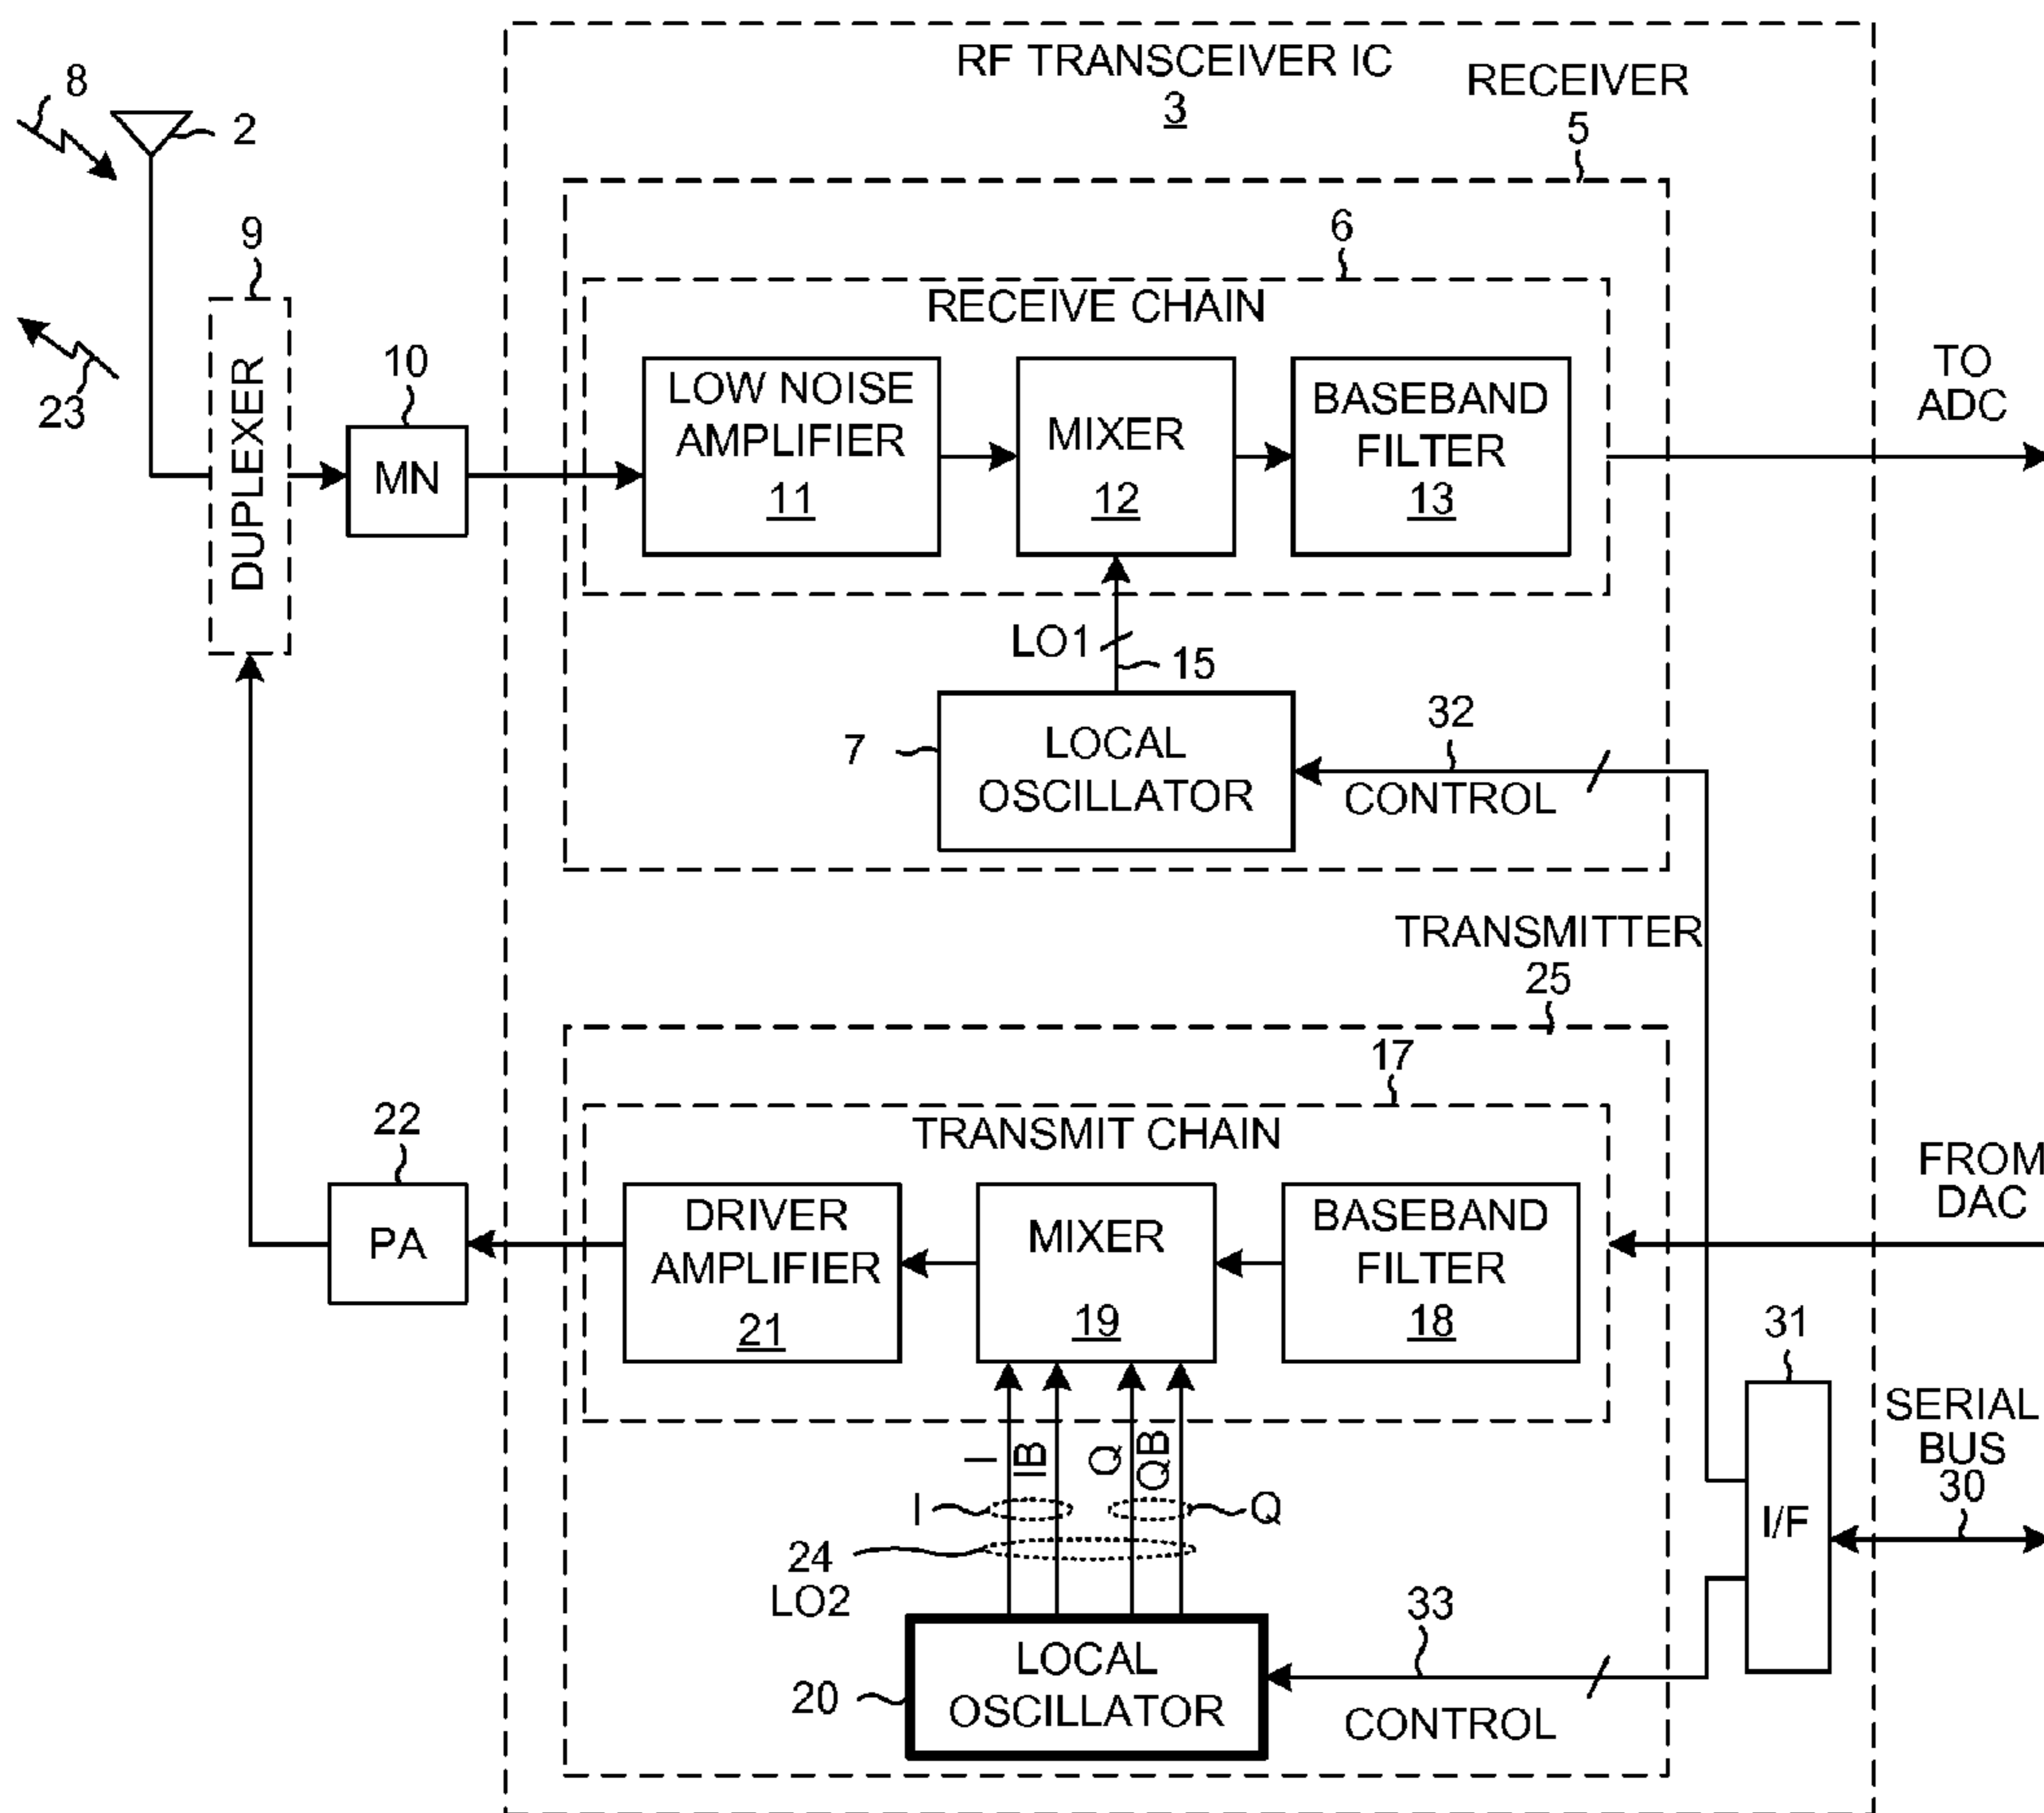 RF TRANSCEIVER IC
3
RECEIVER
5
8
2
9
DUPLEXER
23
10
MN
6
RECEIVE CHAIN
LOW NOISE
AMPLIFIER
11
MIXER
12
BASEBAND
FILTER
13
TO
ADC
LO1
15
7
LOCAL
OSCILLATOR
32
CONTROL
TRANSMITTER
25
17
TRANSMIT CHAIN
22
PA
DRIVER
AMPLIFIER
21
MIXER
19
BASEBAND
FILTER
18
FROM
DAC
31
I/F
SERIAL
BUS
30
I
IB
Q
QB
I
Q
24
LO2
20
LOCAL
OSCILLATOR
33
CONTROL